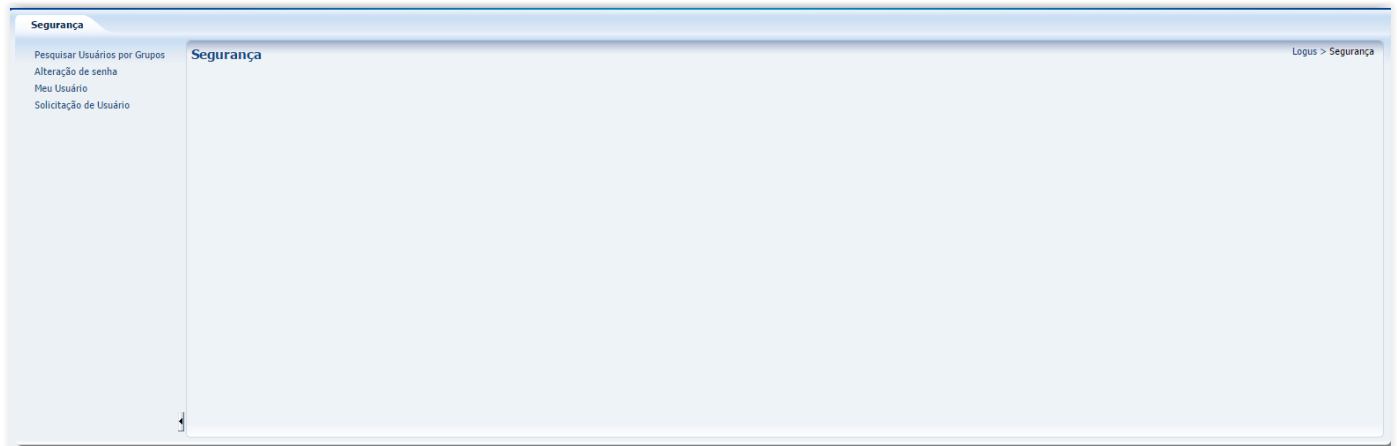 Segurança
Pesquisar Usuários por Grupos
Alteração de senha
Meu Usuário
Solicitação de Usuário
Segurança
Logus > Segurança